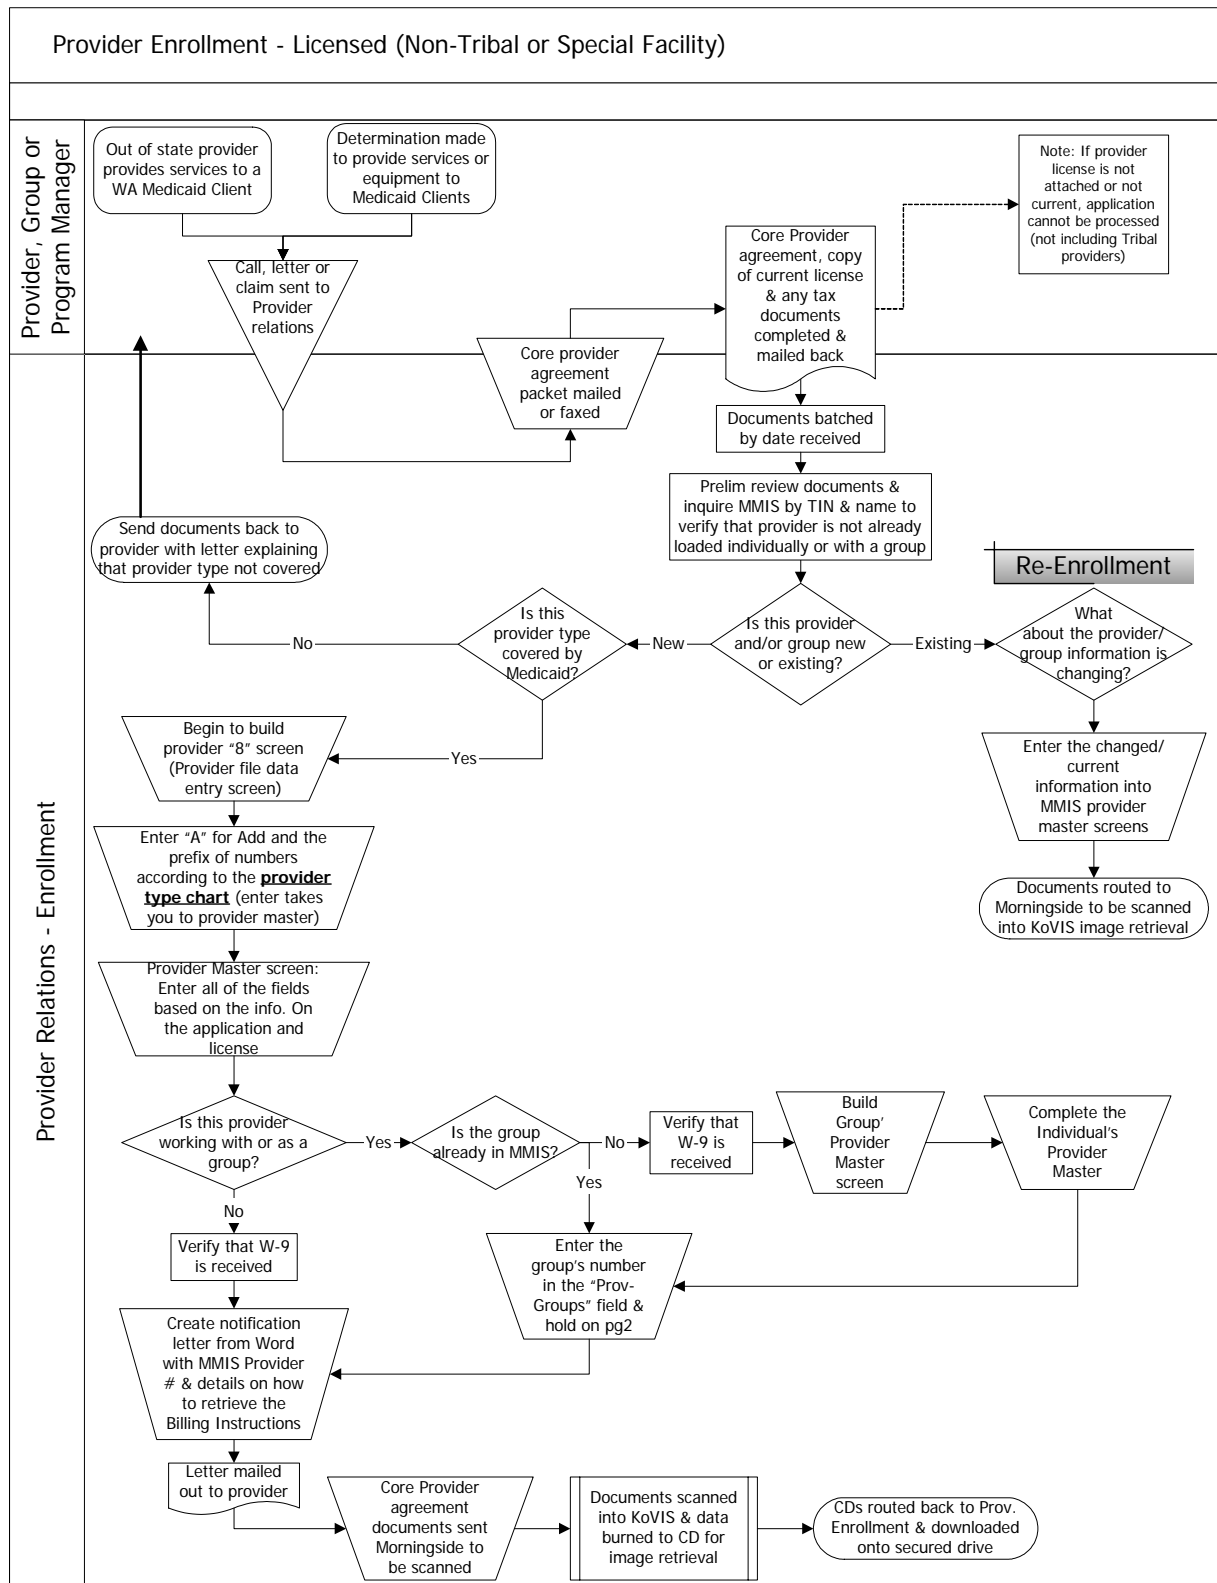 Provider Enrollment - Licensed (Non-Tribal or Special Facility)
Provider, Group or
Program Manager
Out of state provider
provides services to a
WA Medicaid Client
Determination made
to provide services or
equipment to
Medicaid Clients
Note: If provider
license is not
attached or not
current, application
cannot be processed
(not including Tribal
providers)
Call, letter or
claim sent to
Provider
relations
Core Provider
agreement, copy
of current license
& any tax
documents
completed &
mailed back
Core provider
agreement
packet mailed
or faxed
Provider Relations - Enrollment
Documents batched
by date received
Prelim review documents &
inquire MMIS by TIN & name to
verify that provider is not already
loaded individually or with a group
Send documents back to
provider with letter explaining
that provider type not covered
Re-Enrollment
Is this provider
and/or group new
or existing?
New
Existing
Is this
provider type
covered by
Medicaid?
No
Yes
What
about the provider/
group information is
changing?
Enter the changed/
current
information into
MMIS provider
master screens
Documents routed to
Morningside to be scanned
into KoVIS image retrieval
Begin to build
provider "8" screen
(Provider file data
entry screen)
Enter "A" for Add and the
prefix of numbers
according to the provider
type chart (enter takes
you to provider master)
Provider Master screen:
Enter all of the fields
based on the info. On
the application and
license
Is this provider
working with or as a
group?
Yes
No
Is the group
already in MMIS?
No
Yes
Verify that
W-9 is
received
Build
Group'
Provider
Master
screen
Complete the
Individual's
Provider
Master
Verify that W-9
is received
Enter the
group's number
in the "Prov-
Groups" field &
hold on pg2
Create notification
letter from Word
with MMIS Provider
# & details on how
to retrieve the
Billing Instructions
Letter mailed
out to provider
Core Provider
agreement
documents sent
Morningside to
be scanned
Documents scanned
into KoVIS & data
burned to CD for
image retrieval
CDs routed back to Prov.
Enrollment & downloaded
onto secured drive